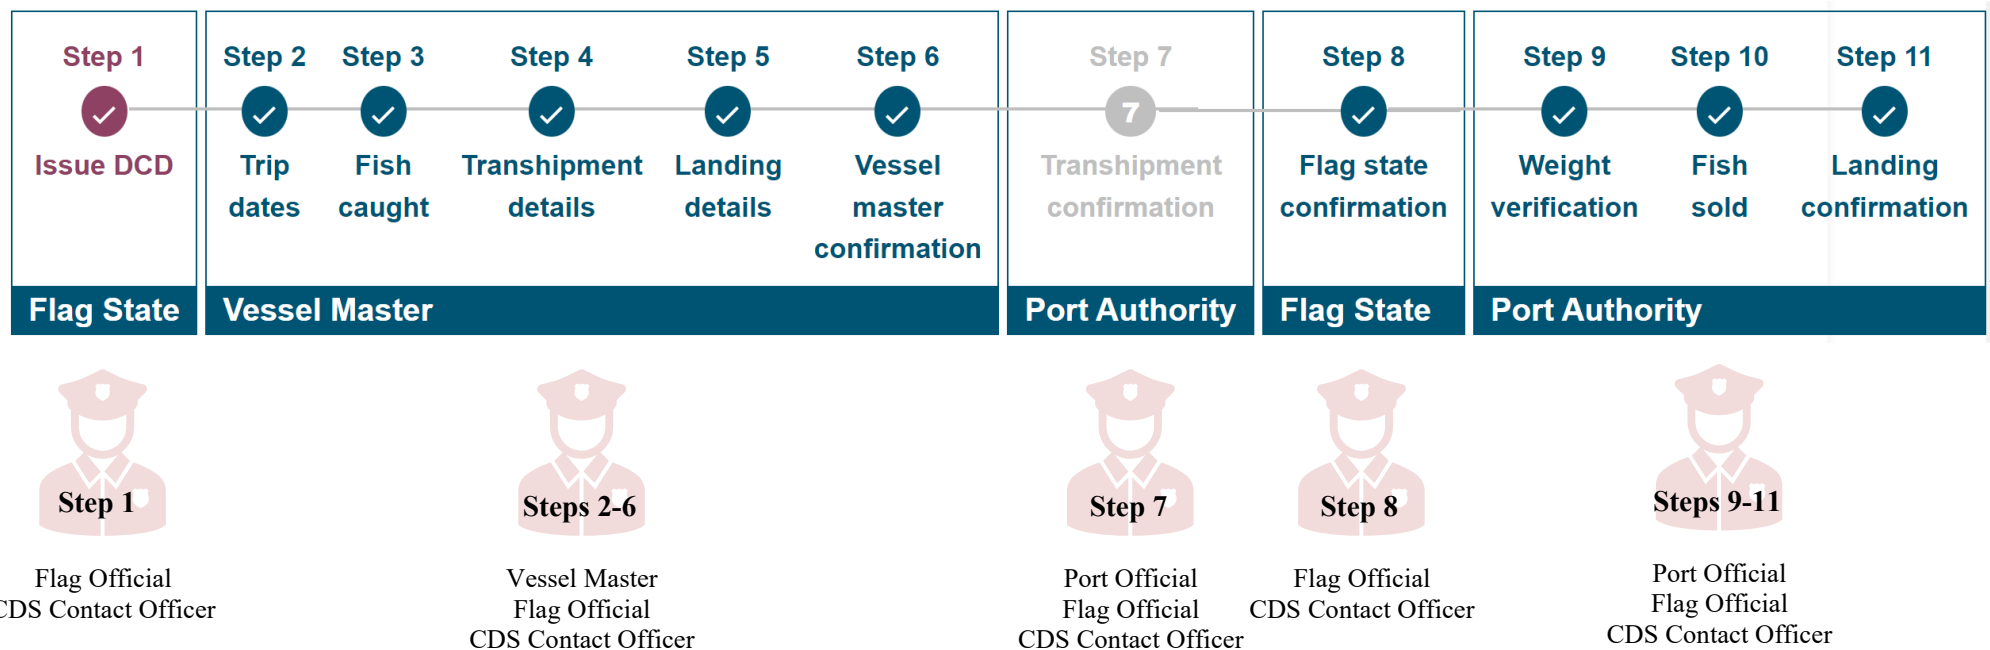 Step 1
Step 2
Step 3
Step 4
Step 5
Step 6
Step 7
Step 8
Step 9
Step 10
Step 11
7
Issue DCD
Trip
dates
Fish
caught
Transhipment
details
Landing
details
Vessel
master
confirmation
Transhipment
confirmation
Flag state
confirmation
Weight
verification
Fish
sold
Landing
confirmation
Flag State
Vessel Master
Port Authority
Flag State
Port Authority
Step 1
Steps 2-6
Step 7
Step 8
Steps 9-11
Flag Official
CDS Contact Officer
Vessel Master
Flag Official
CDS Contact Officer
Port Official
Flag Official
CDS Contact Officer
Flag Official
CDS Contact Officer
Port Official
Flag Official
CDS Contact Officer